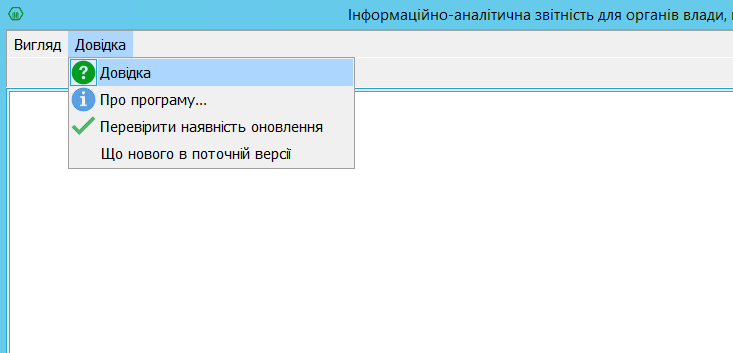 Інформаційно-аналітична звітність для органів влади,
Вигляд Довідка
Довідка
Про програму...
Перевірити наявність оновлення
Що нового в поточній версії